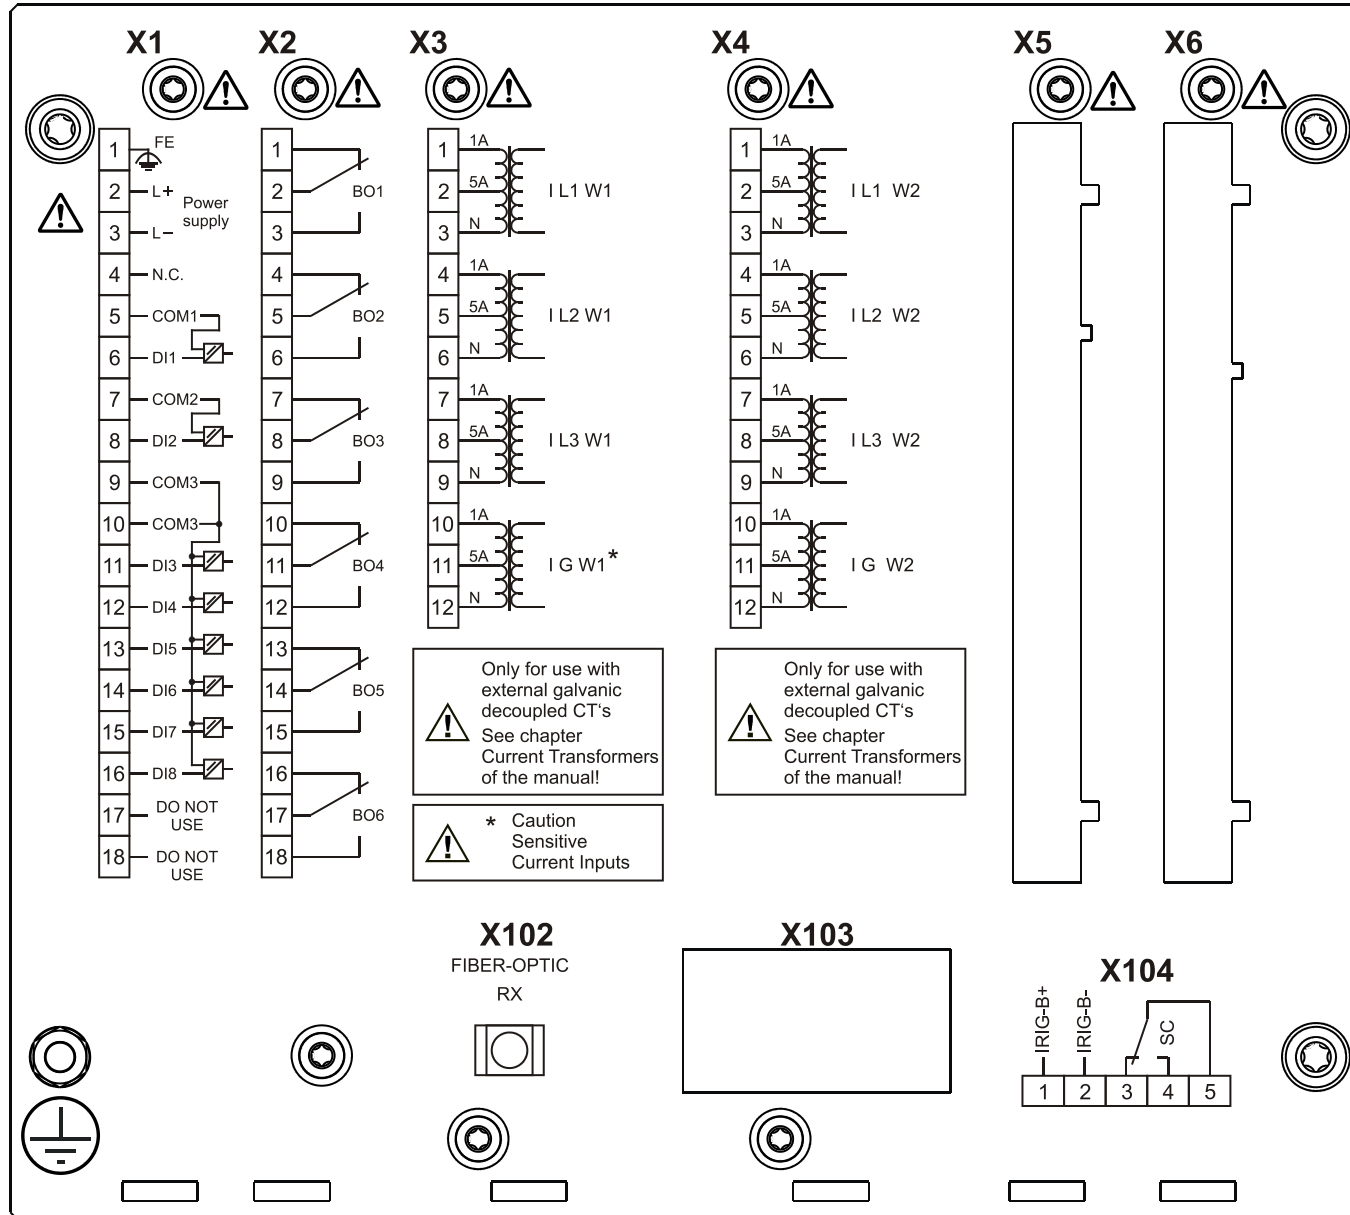 X1
X2
X3
X4
X5
X6
1 FE
2 L+
Power
supply
3 L–
4 N.C.
5 COM1
6 DI1
7 COM2
8 DI2
9 COM3
10 COM3
11 DI3
12 DI4
13 DI5
14 DI6
15 DI7
16 DI8
17 DO NOT
USE
18 DO NOT
USE
1
2 BO1
3
4
5 BO2
6
7
8 BO3
9
10
11 BO4
12
13
14 BO5
15
16
17 BO6
18
1 1A
2 5A I L1 W1
3 N
4 1A
5 5A I L2 W1
6 N
7 1A
8 5A I L3 W1
9 N
10 1A
11 5A I G W1*
12 N
Only for use with
external galvanic
decoupled CT‘s
See chapter
Current Transformers
of the manual!
* Caution
Sensitive
Current Inputs
1 1A
2 5A I L1 W2
3 N
4 1A
5 5A I L2 W2
6 N
7 1A
8 5A I L3 W2
9 N
10 1A
11 5A I G W2
12 N
Only for use with
external galvanic
decoupled CT‘s
See chapter
Current Transformers
of the manual!
X102
FIBER-OPTIC
RX
X103
X104
IRIG-B+
IRIG-B-
SC
1 2 3 4 5